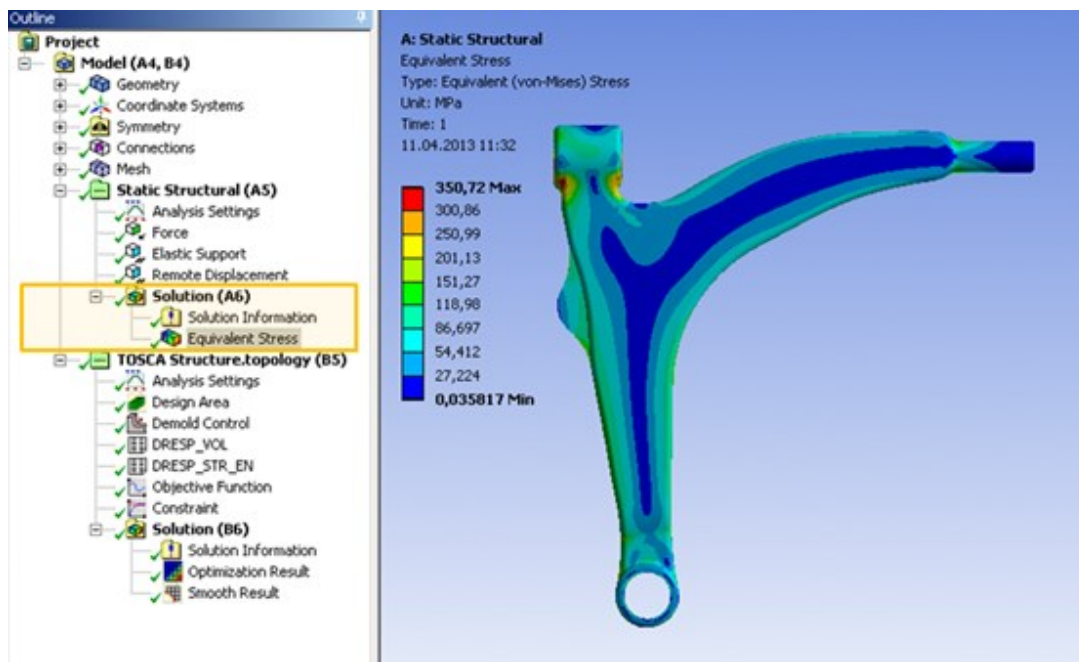 Outline
Project
Model (A4, B4)
Geometry
Coordinate Systems
Symmetry
Connections
Mesh
Static Structural (A5)
Analysis Settings
Force
Elastic Support
Remote Displacement
Solution (A6)
Solution Information
Equivalent Stress
TOSCA Structure.topology (B5)
Analysis Settings
Design Area
Demold Control
DRESP_VOL
DRESP_STR_EN
Objective Function
Constraint
Solution (B6)
Solution Information
Optimization Result
Smooth Result
A: Static Structural
Equivalent Stress
Type: Equivalent (von-Mises) Stress
Unit: MPa
Time: 1
11.04.2013 11:32
350,72 Max
300,86
250,99
201,13
151,27
118,98
86,697
54,412
27,224
0,035817 Min